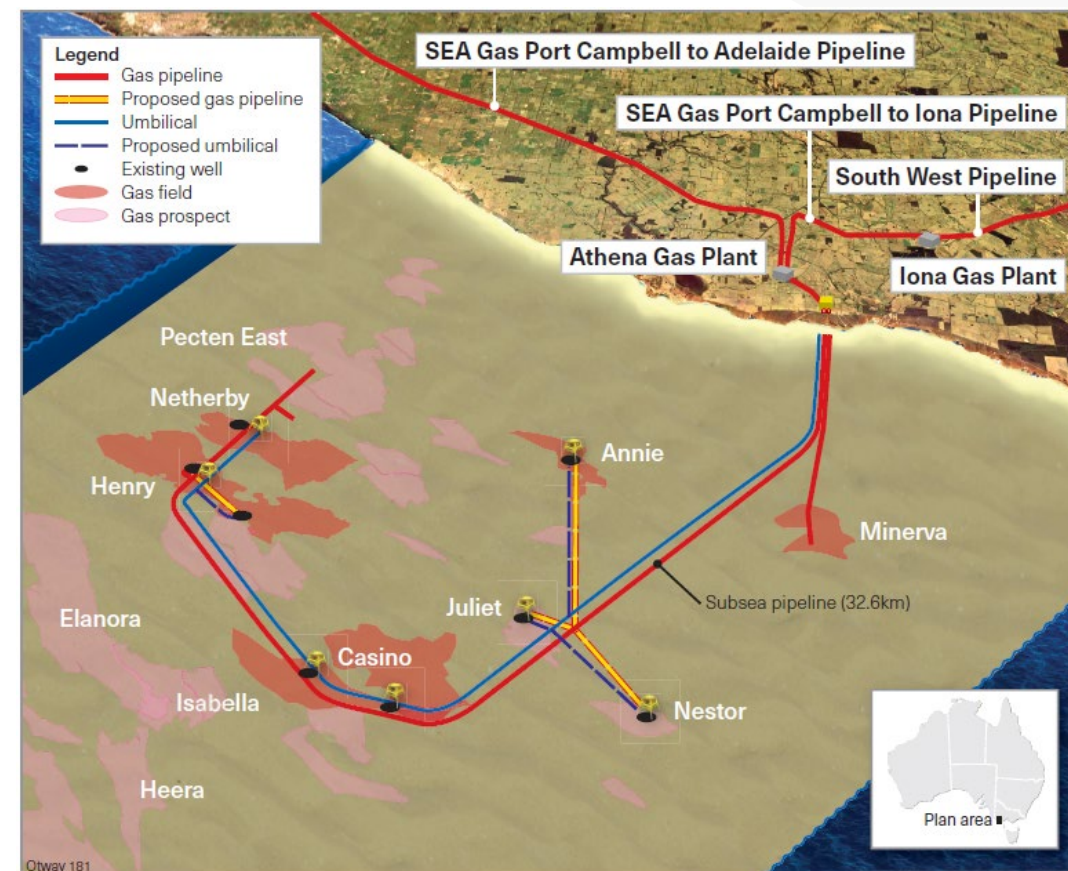 Legend
Gas pipeline
Proposed gas pipeline
Umbilical
Proposed umbilical
Existing well
Gas field
Gas prospect
SEA Gas Port Campbell to Adelaide Pipeline
SEA Gas Port Campbell to Iona Pipeline
South West Pipeline
Athena Gas Plant
Iona Gas Plant
Pecten East
Netherby
Annie
Henry
Minerva
Juliet
Subsea pipeline (32.6km)
Elanora
Casino
Isabella
Nestor
Heera
Plan area
Otway 181